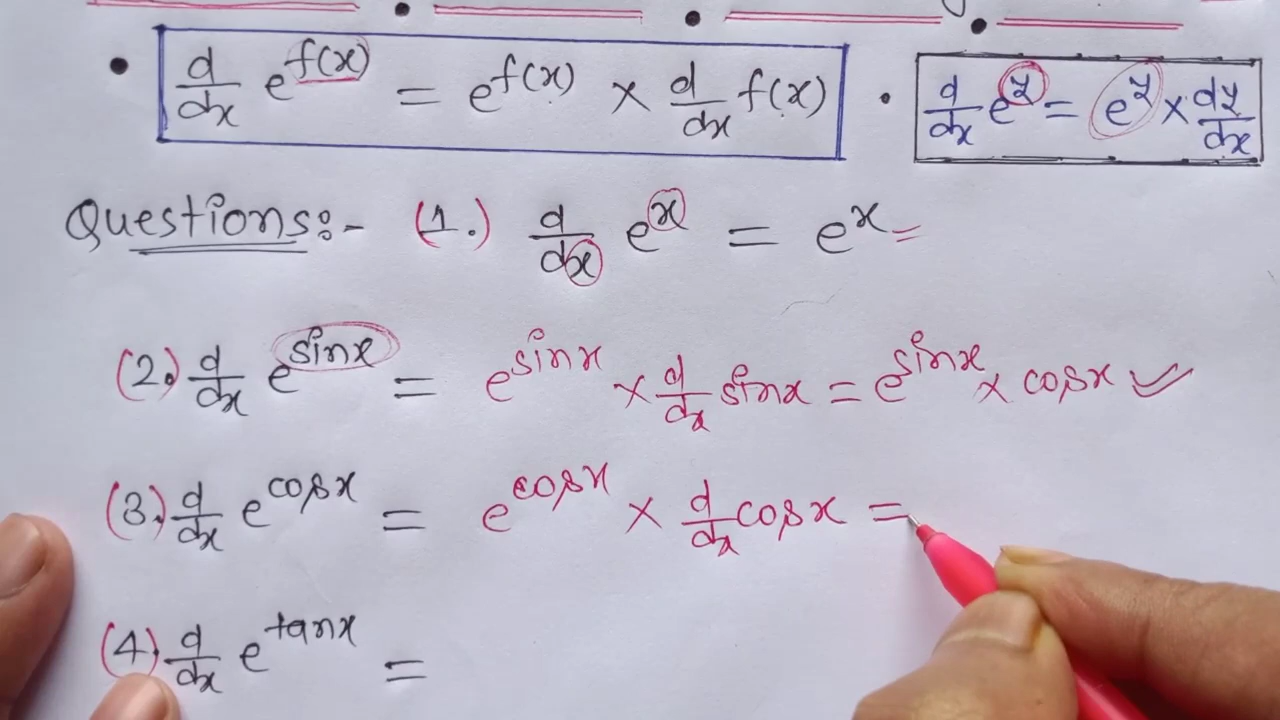 • d/dx e^f(x) = e^f(x) × d/dx f(x) • d/dx e^y = e^y × dy/dx
Questions:- (1.) d/dx e^x = e^x =
(2.) d/dx e^sinx = e^sinx × d/dx sinx = e^sinx × cosx
(3.) d/dx e^cosx = e^cosx × d/dx cosx =
(4). d/dx e^tanx =